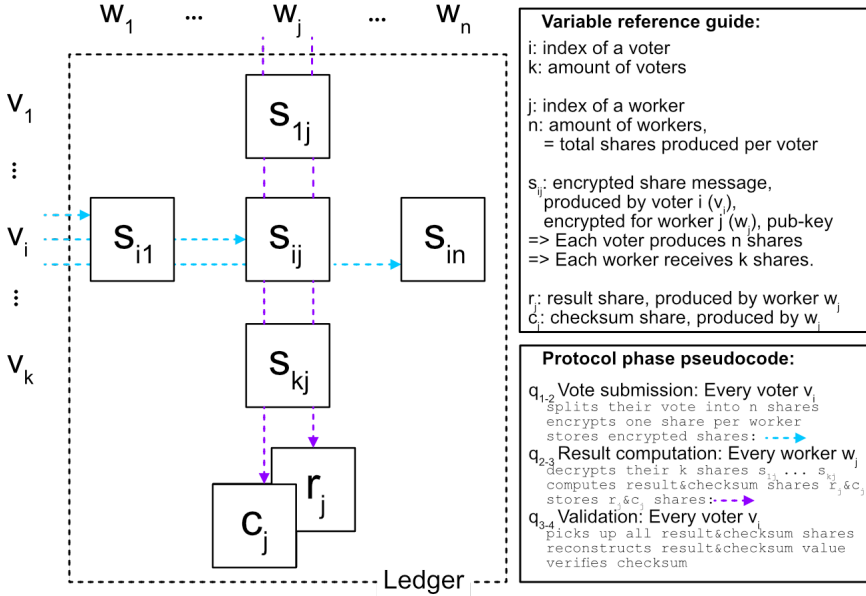 w1 ... wj ... wn
v1
s1j
...
vi
si1
sij
sin
...
vk
skj
rj
cj
Ledger
Variable reference guide:
i: index of a voter
k: amount of voters
j: index of a worker
n: amount of workers,
= total shares produced per voter
sij: encrypted share message,
produced by voter i (vi),
encrypted for worker j (wj), pub-key
=> Each voter produces n shares
=> Each worker receives k shares.
rj: result share, produced by worker wj
cj: checksum share, produced by wj
Protocol phase pseudocode:
q1-2 Vote submission: Every voter vi
splits their vote into n shares
encrypts one share per worker
stores encrypted shares:
q2-3 Result computation: Every worker wj
decrypts their k shares s1j ... skj
computes result&checksum shares rj&cj
stores rj&cj shares:
q3-4 Validation: Every voter vi
picks up all result&checksum shares
reconstructs result&checksum value
verifies checksum